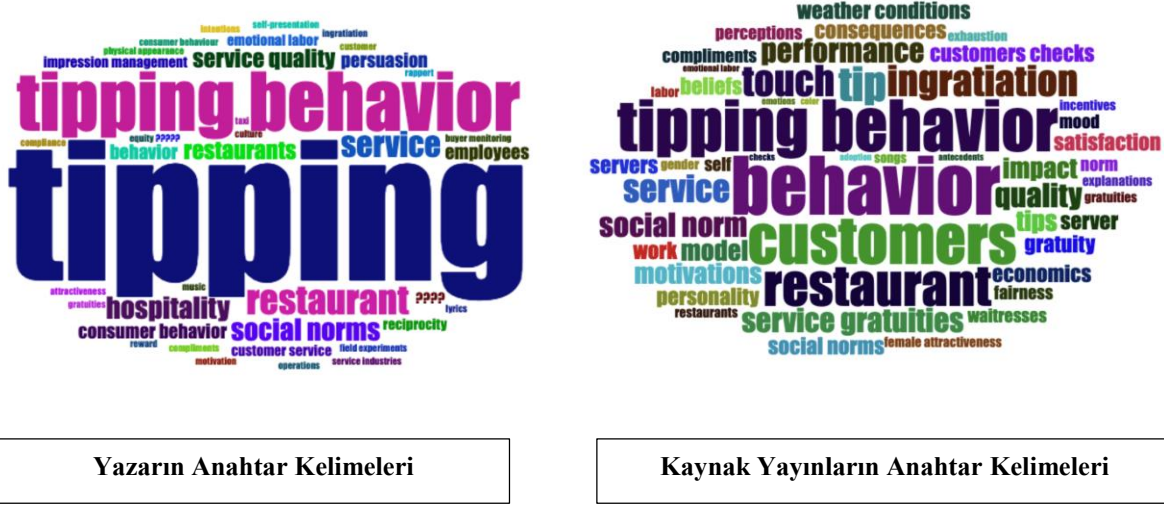 intentions self-presentation ingratiation
consumer behaviour emotional labor customer
physical appearance
impression management service quality persuasion
rapport
tipping behavior
taxi
culture
compliance equity ????? service buyer monitoring
behavior restaurants employees
tipping
attractiveness music
gratuities hospitality restaurant ????
lyrics
consumer behavior social norms reciprocity
reward compliments customer service field experiments
motivation operations service industries
weather conditions
perceptions consequences exhaustion
compliments performance customers checks
emotional labor
labor beliefs touch tip ingratiation
emotions color
incentives
tipping behavior mood
satisfaction
servers gender self checks adoption songs antecedents
service behavior impact norm
explanations
quality gratuities
social norm tips server
work model customers gratuity
motivations restaurant economics
personality fairness
restaurants service gratuities waitresses
social norms female attractiveness
Yazarın Anahtar Kelimeleri
Kaynak Yayınların Anahtar Kelimeleri